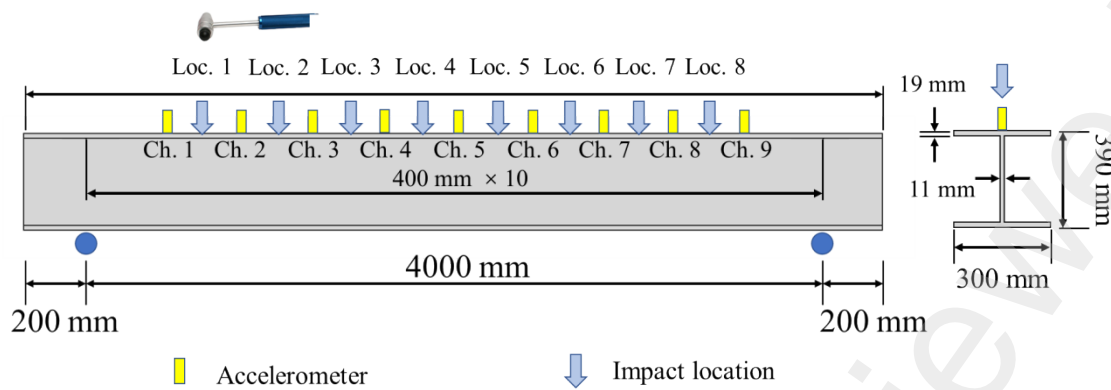 Loc. 1 Loc. 2 Loc. 3 Loc. 4 Loc. 5 Loc. 6 Loc. 7 Loc. 8
19 mm
Ch. 1 Ch. 2 Ch. 3 Ch. 4 Ch. 5 Ch. 6 Ch. 7 Ch. 8 Ch. 9
400 mm × 10
11 mm
390 mm
4000 mm
300 mm
200 mm
200 mm
Accelerometer
Impact location